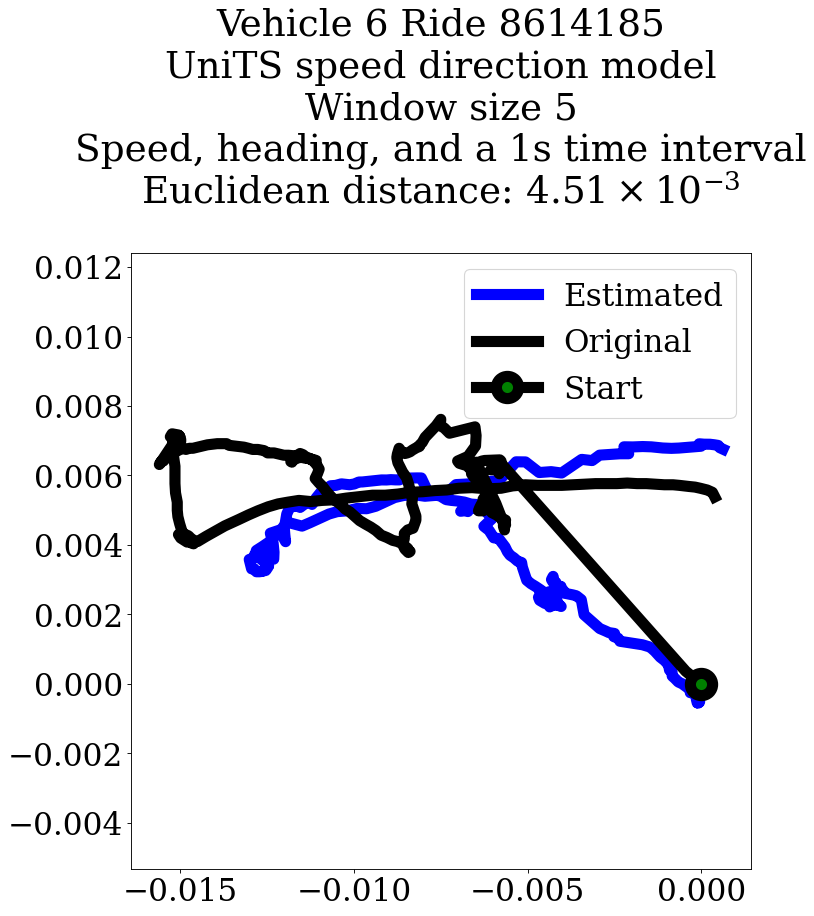 Vehicle 6 Ride 8614185
UniTS speed direction model
Window size 5
Speed, heading, and a 1s time interval
Euclidean distance: 4.51 × 10⁻³
Estimated
Original
Start
0.012
0.010
0.008
0.006
0.004
0.002
0.000
−0.002
−0.004
−0.015 −0.010 −0.005 0.000